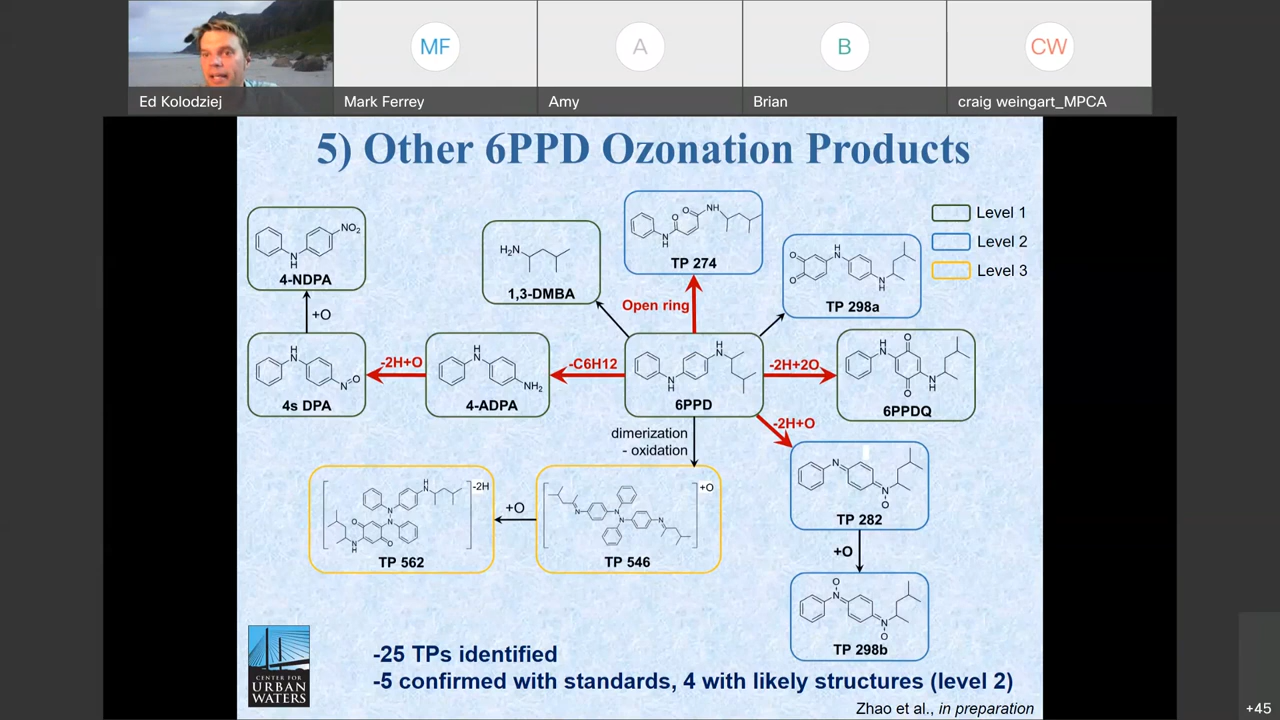 MF
A
B
CW
Ed Kolodziej
Mark Ferrey
Amy
Brian
craig weingart_MPCA
5) Other 6PPD Ozonation Products
Level 1
Level 2
Level 3
NO₂
N
H
4-NDPA
H₂N
1,3-DMBA
O
O
NH
N
H
TP 274
O
O
H
N
N
H
TP 298a
+O
Open ring
H
N
N
O
4s DPA
-2H+O
H
N
NH₂
4-ADPA
-C6H12
H
N
N
H
6PPD
-2H+2O
H
N
O
O
N
H
6PPDQ
dimerization
- oxidation
-2H+O
N
N
O
TP 282
H
N
N
N
O
O
N
H
-2H
TP 562
+O
N
N
N
N
+O
TP 546
+O
O
N
N
O
TP 298b
-25 TPs identified
-5 confirmed with standards, 4 with likely structures (level 2)
CENTER FOR
URBAN
WATERS
Zhao et al., in preparation
+45